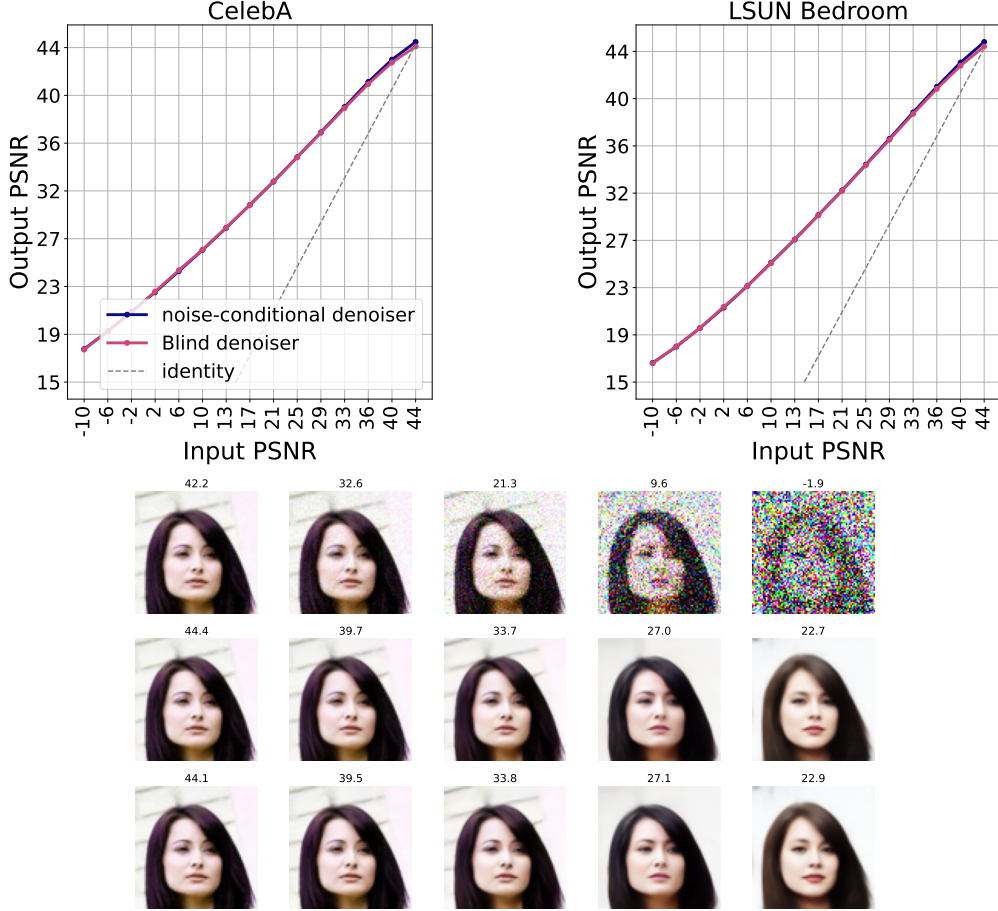 CelebA
Output PSNR
44
40
36
32
27
23
19
15
noise-conditional denoiser
Blind denoiser
identity
-10 -6 -2 2 6 10 13 17 21 25 29 33 36 40 44
Input PSNR
LSUN Bedroom
Output PSNR
44
40
36
32
27
23
19
15
-10 -6 -2 2 6 10 13 17 21 25 29 33 36 40 44
Input PSNR
42.2 32.6 21.3 9.6 -1.9
44.4 39.7 33.7 27.0 22.7
44.1 39.5 33.8 27.1 22.9